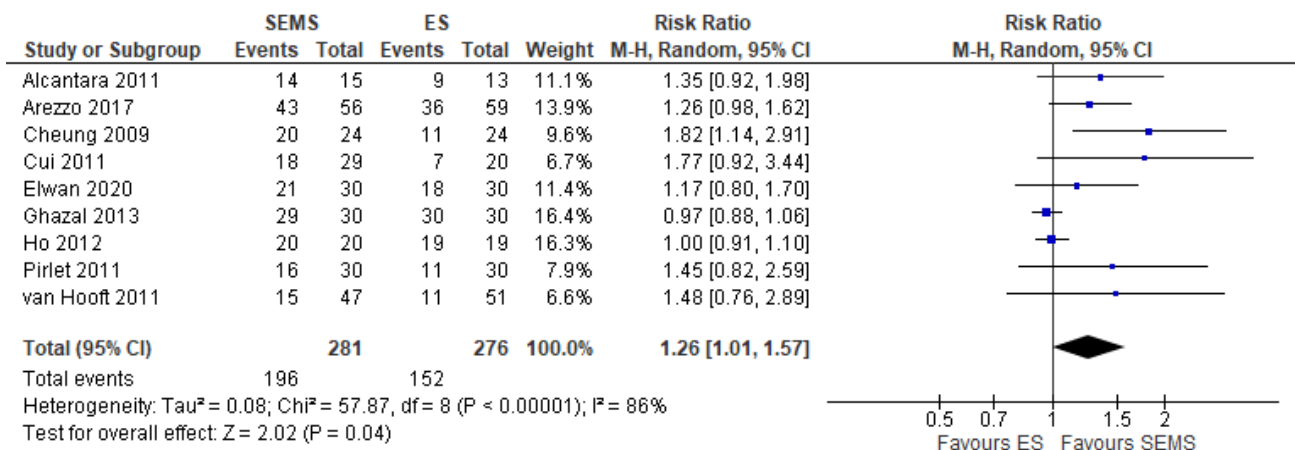 SEMS ES Risk Ratio Risk Ratio
Study or Subgroup Events Total Events Total Weight M-H, Random, 95% CI M-H, Random, 95% CI
Alcantara 2011 14 15 9 13 11.1% 1.35 [0.92, 1.98]
Arezzo 2017 43 56 36 59 13.9% 1.26 [0.98, 1.62]
Cheung 2009 20 24 11 24 9.6% 1.82 [1.14, 2.91]
Cui 2011 18 29 7 20 6.7% 1.77 [0.92, 3.44]
Elwan 2020 21 30 18 30 11.4% 1.17 [0.80, 1.70]
Ghazal 2013 29 30 30 30 16.4% 0.97 [0.88, 1.06]
Ho 2012 20 20 19 19 16.3% 1.00 [0.91, 1.10]
Pirlet 2011 16 30 11 30 7.9% 1.45 [0.82, 2.59]
van Hooft 2011 15 47 11 51 6.6% 1.48 [0.76, 2.89]
Total (95% CI) 281 276 100.0% 1.26 [1.01, 1.57]
Total events 196 152
Heterogeneity: Tau² = 0.08; Chi² = 57.87, df = 8 (P < 0.00001); I² = 86%
Test for overall effect: Z = 2.02 (P = 0.04)
0.5 0.7 1 1.5 2
Favours ES Favours SEMS